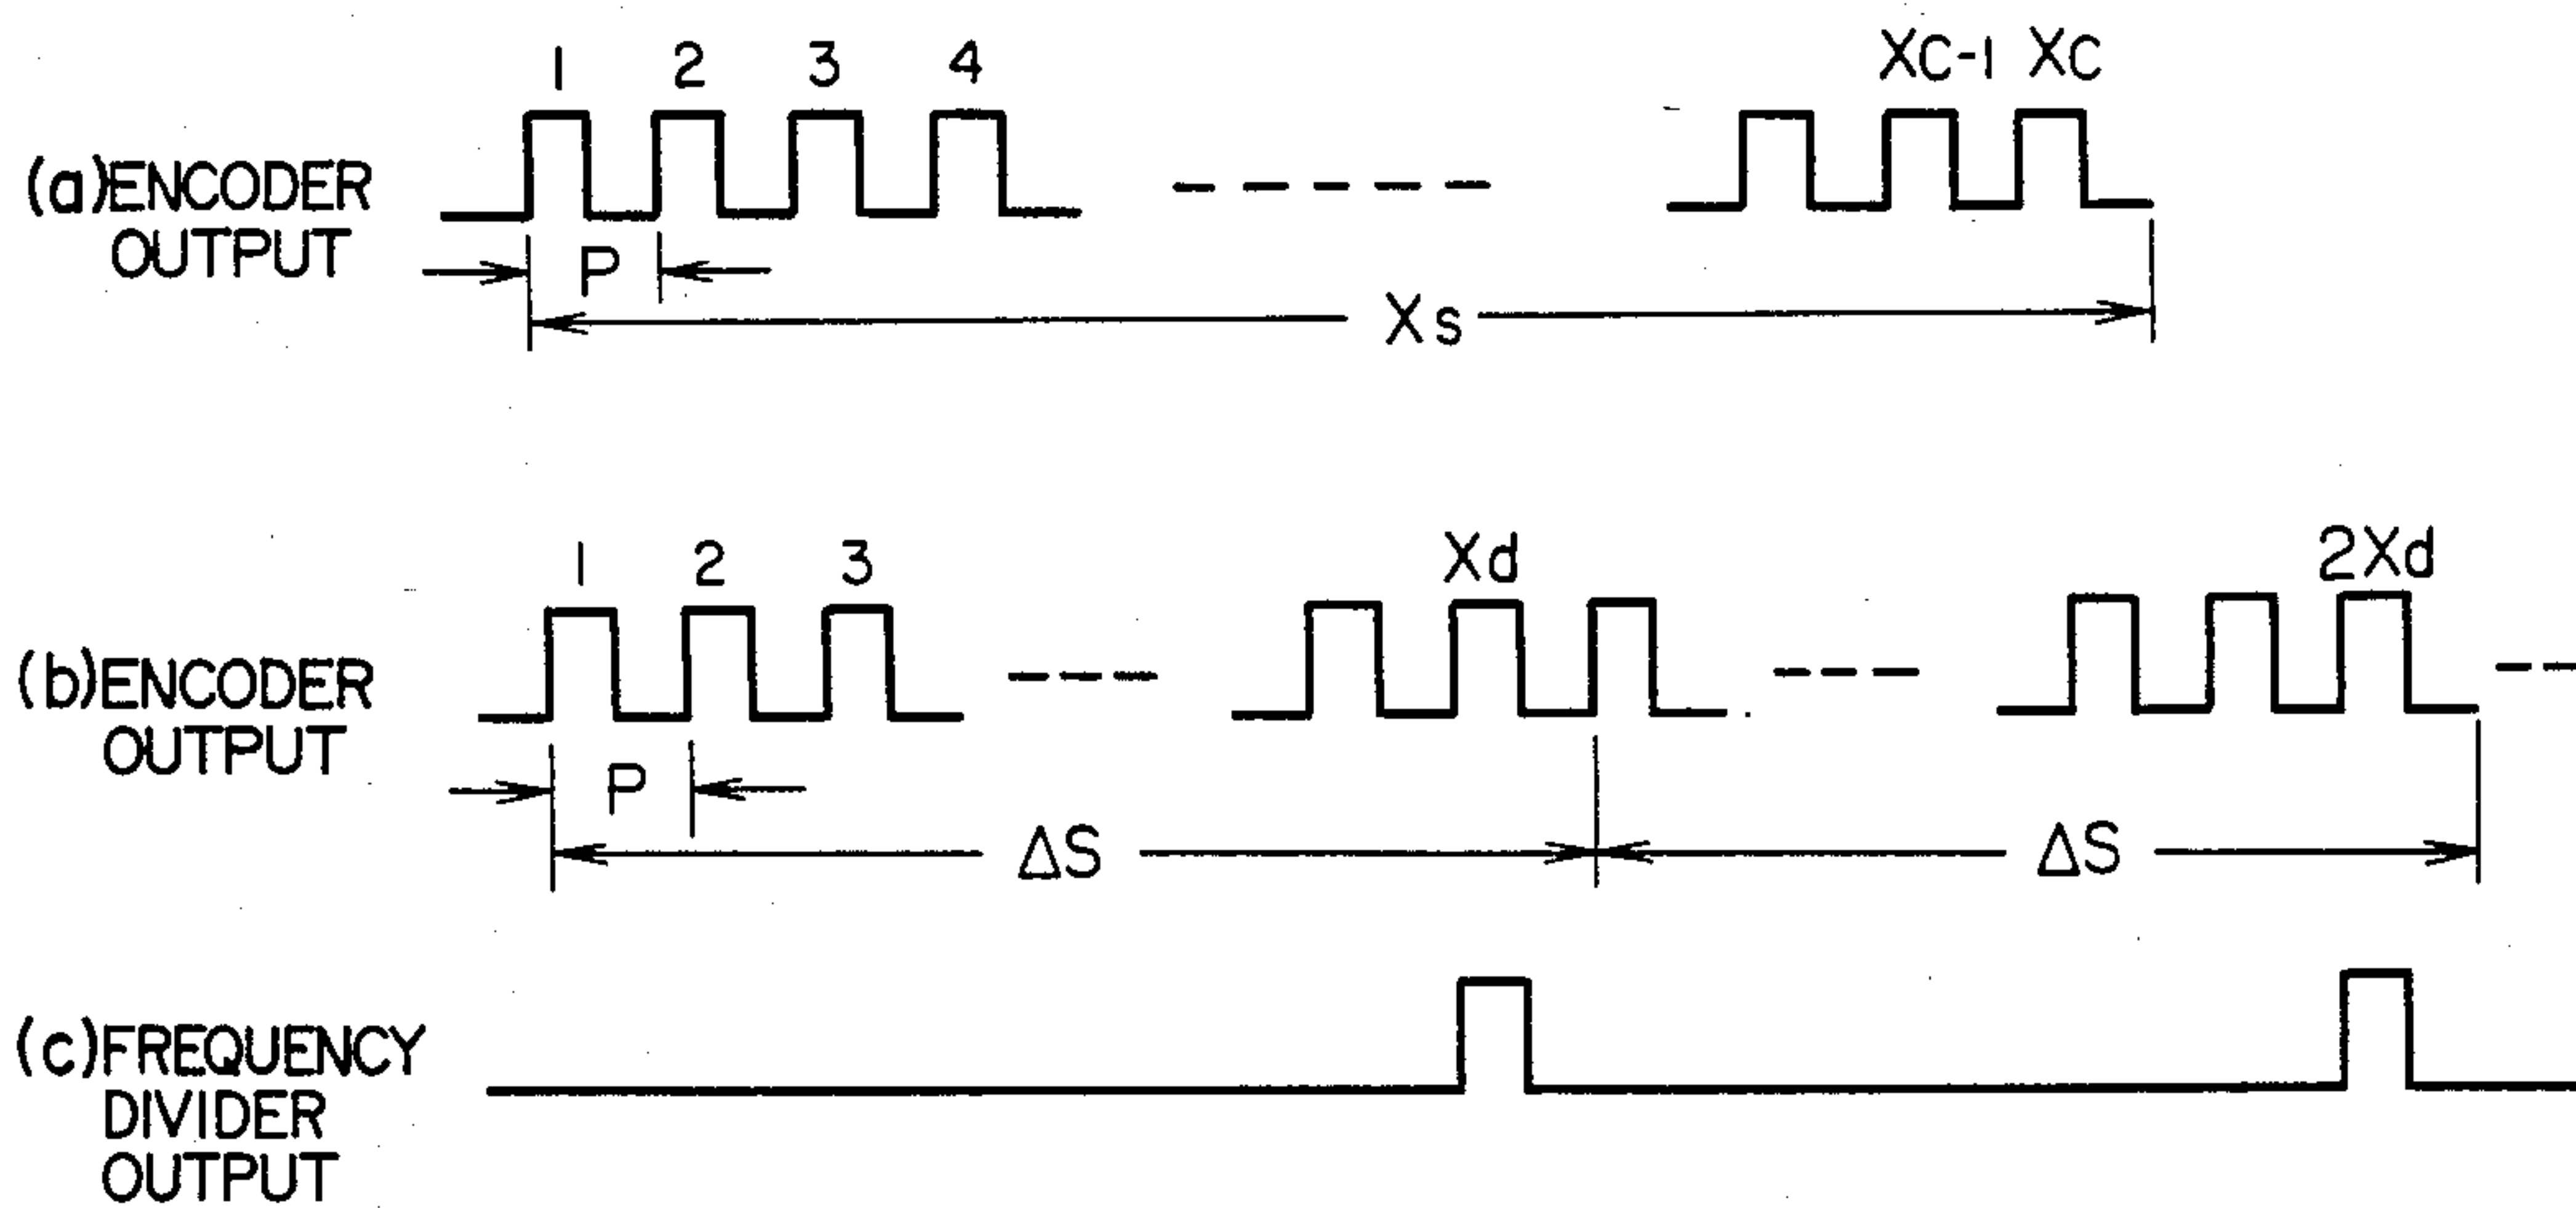 1 2 3 4 XC-1 XC
(a) ENCODER
OUTPUT
P
Xs
1 2 3 Xd 2Xd
(b) ENCODER
OUTPUT
P
ΔS ΔS
(c) FREQUENCY
DIVIDER
OUTPUT